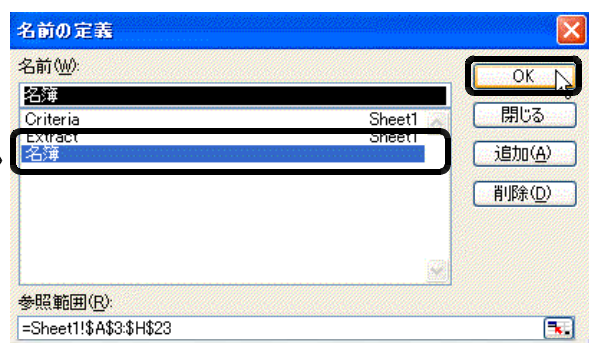 名前の定義
名前(W):
名簿
Criteria Sheet1
Extract Sheet1
名簿
OK
閉じる
追加(A)
削除(D)
参照範囲(R):
=Sheet1!$A$3:$H$23